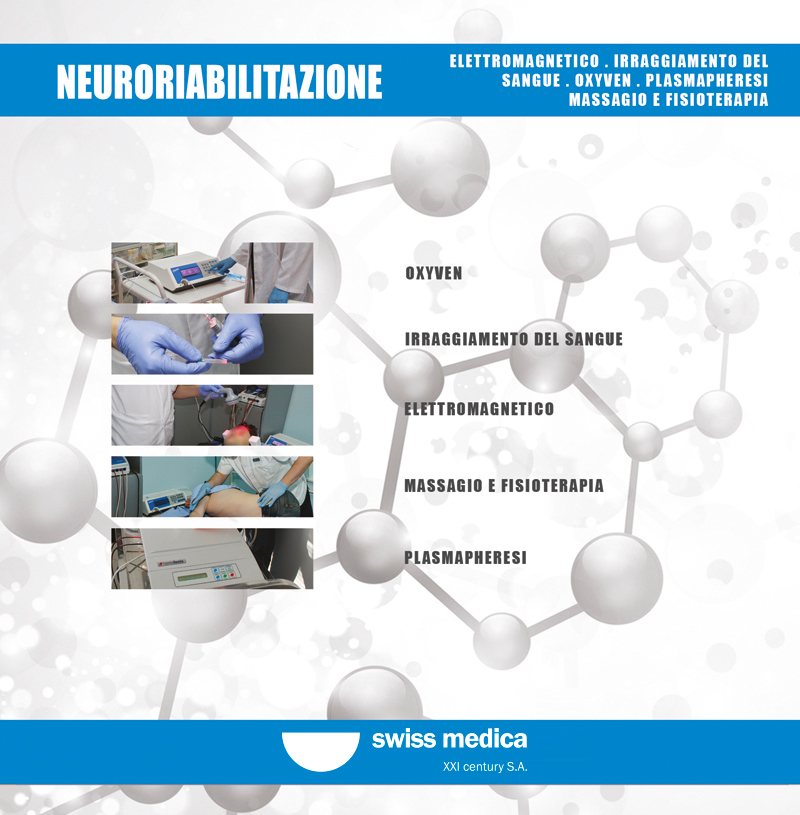 NEURORIABILITAZIONE
ELETTROMAGNETICO . IRRAGGIAMENTO DEL
SANGUE . OXYVEN . PLASMAPHERESI
MASSAGIO E FISIOTERAPIA
OXYVEN
IRRAGGIAMENTO DEL SANGUE
ELETTROMAGNETICO
MASSAGIO E FISIOTERAPIA
PLASMAPHERESI
swiss medica
XXI century S.A.